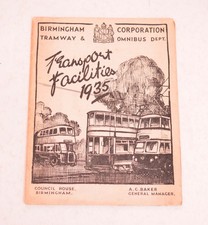 BIRMINGHAM CORPORATION
TRAMWAY & OMNIBUS DEPT.
Transport
Facilities
1935
COUNCIL HOUSE, A. C. BAKER
BIRMINGHAM. GENERAL MANAGER.